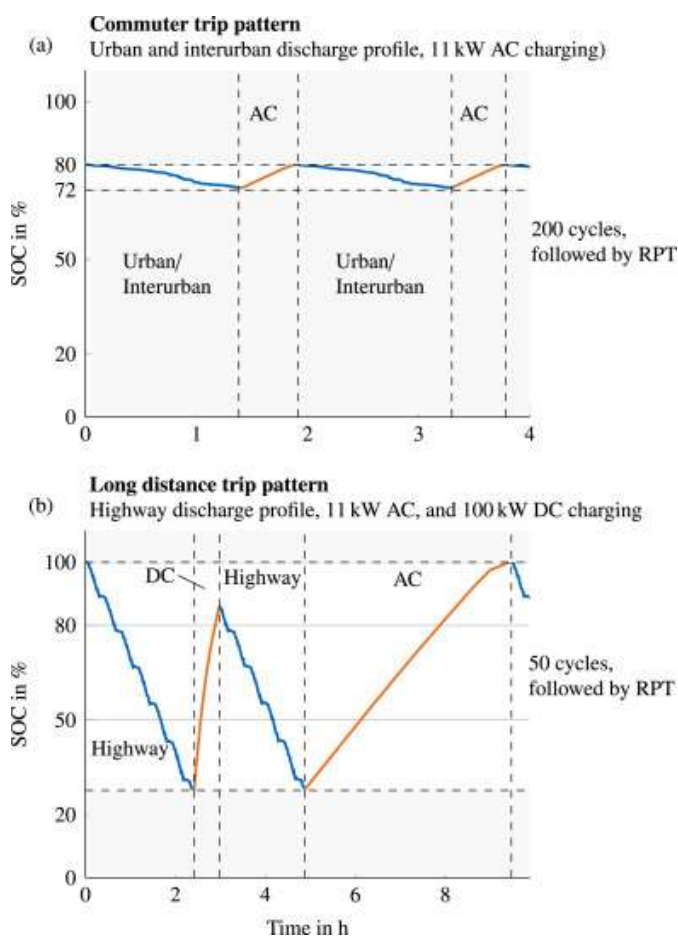 Commuter trip pattern
(a) Urban and interurban discharge profile, 11 kW AC charging)
100
AC AC
80
72
SOC in %
50
Urban/ Urban/
Interurban Interurban
200 cycles,
followed by RPT
20
0
0 1 2 3 4
Long distance trip pattern
(b) Highway discharge profile, 11 kW AC, and 100 kW DC charging
100
DC Highway AC
80
SOC in %
50 cycles,
followed by RPT
50
Highway
20
0
0 2 4 6 8
Time in h